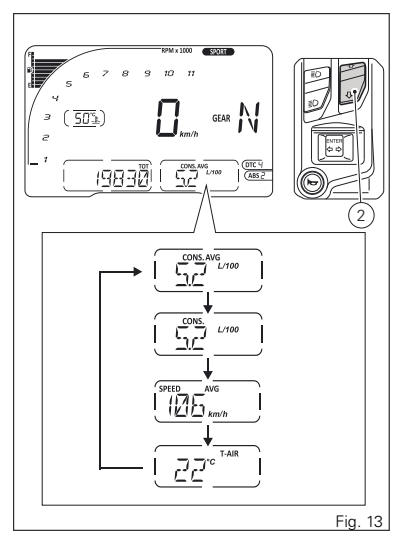 RPM x 1000 SPORT
F
E
1 2 3 4 5 6 7 8 9 10 11
50°C
0 km/h
GEAR N
TOT
19830
CONS. AVG
5.2 L/100
DTC 4
ABS 2
ENTER
2
CONS. AVG
5.2 L/100
CONS.
5.2 L/100
SPEED AVG
106 km/h
T-AIR
22°C
Fig. 13